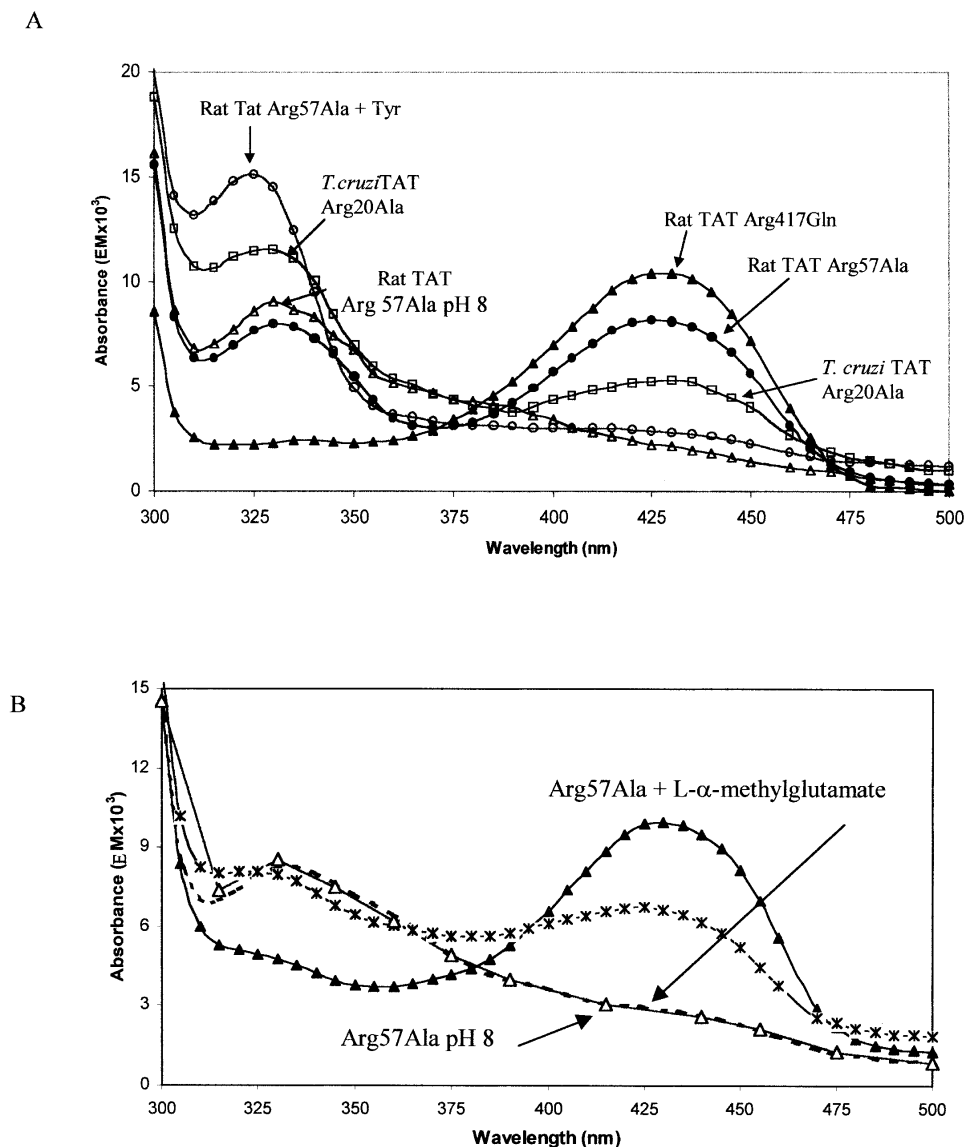 A
20
15
10
5
0
Absorbance (EMx10³)
Rat Tat Arg57Ala + Tyr
T.cruziTAT
Arg20Ala
Rat TAT
Arg 57Ala pH 8
Rat TAT Arg417Gln
Rat TAT Arg57Ala
T. cruzi TAT
Arg20Ala
300 325 350 375 400 425 450 475 500
Wavelength (nm)
B
15
12
9
6
3
0
Absorbance (EMx10³)
Arg57Ala + L-α-methylglutamate
Arg57Ala pH 8
300 325 350 375 400 425 450 475 500
Wavelength (nm)